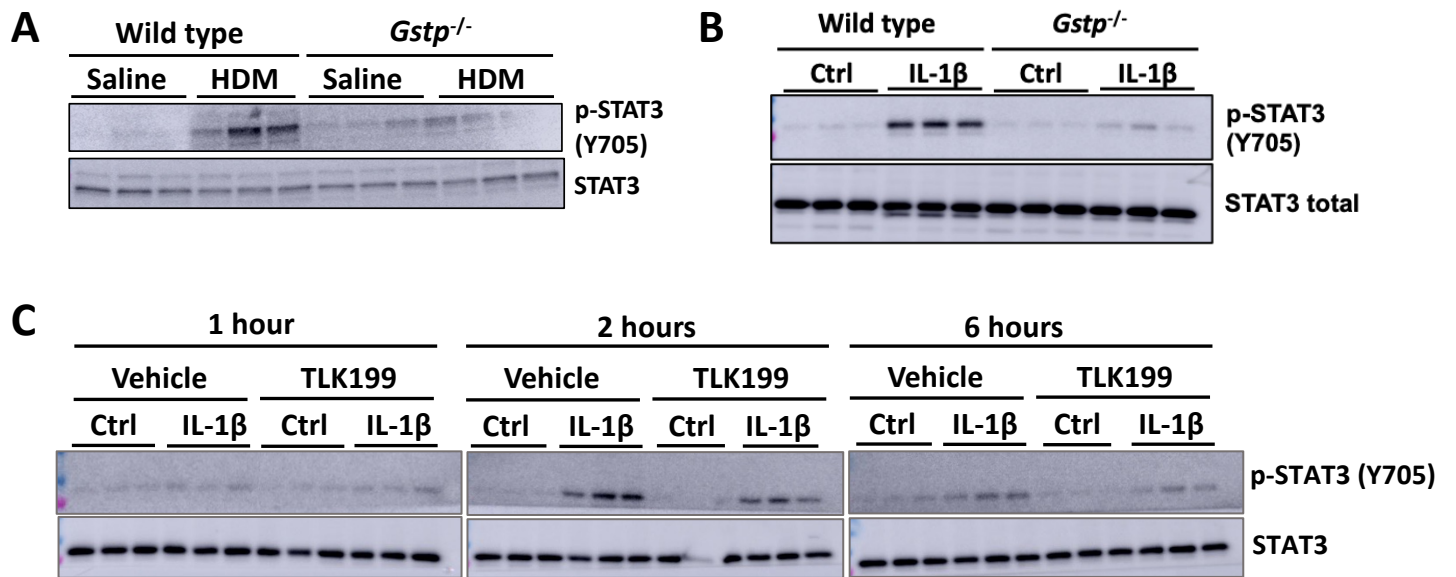 A
Wild type Gstp-/-
Saline HDM Saline HDM
p-STAT3
(Y705)
STAT3
B
Wild type Gstp-/-
Ctrl IL-1β Ctrl IL-1β
p-STAT3
(Y705)
STAT3 total
C
1 hour 2 hours 6 hours
Vehicle TLK199 Vehicle TLK199 Vehicle TLK199
Ctrl IL-1β Ctrl IL-1β Ctrl IL-1β Ctrl IL-1β Ctrl IL-1β Ctrl IL-1β
p-STAT3 (Y705)
STAT3